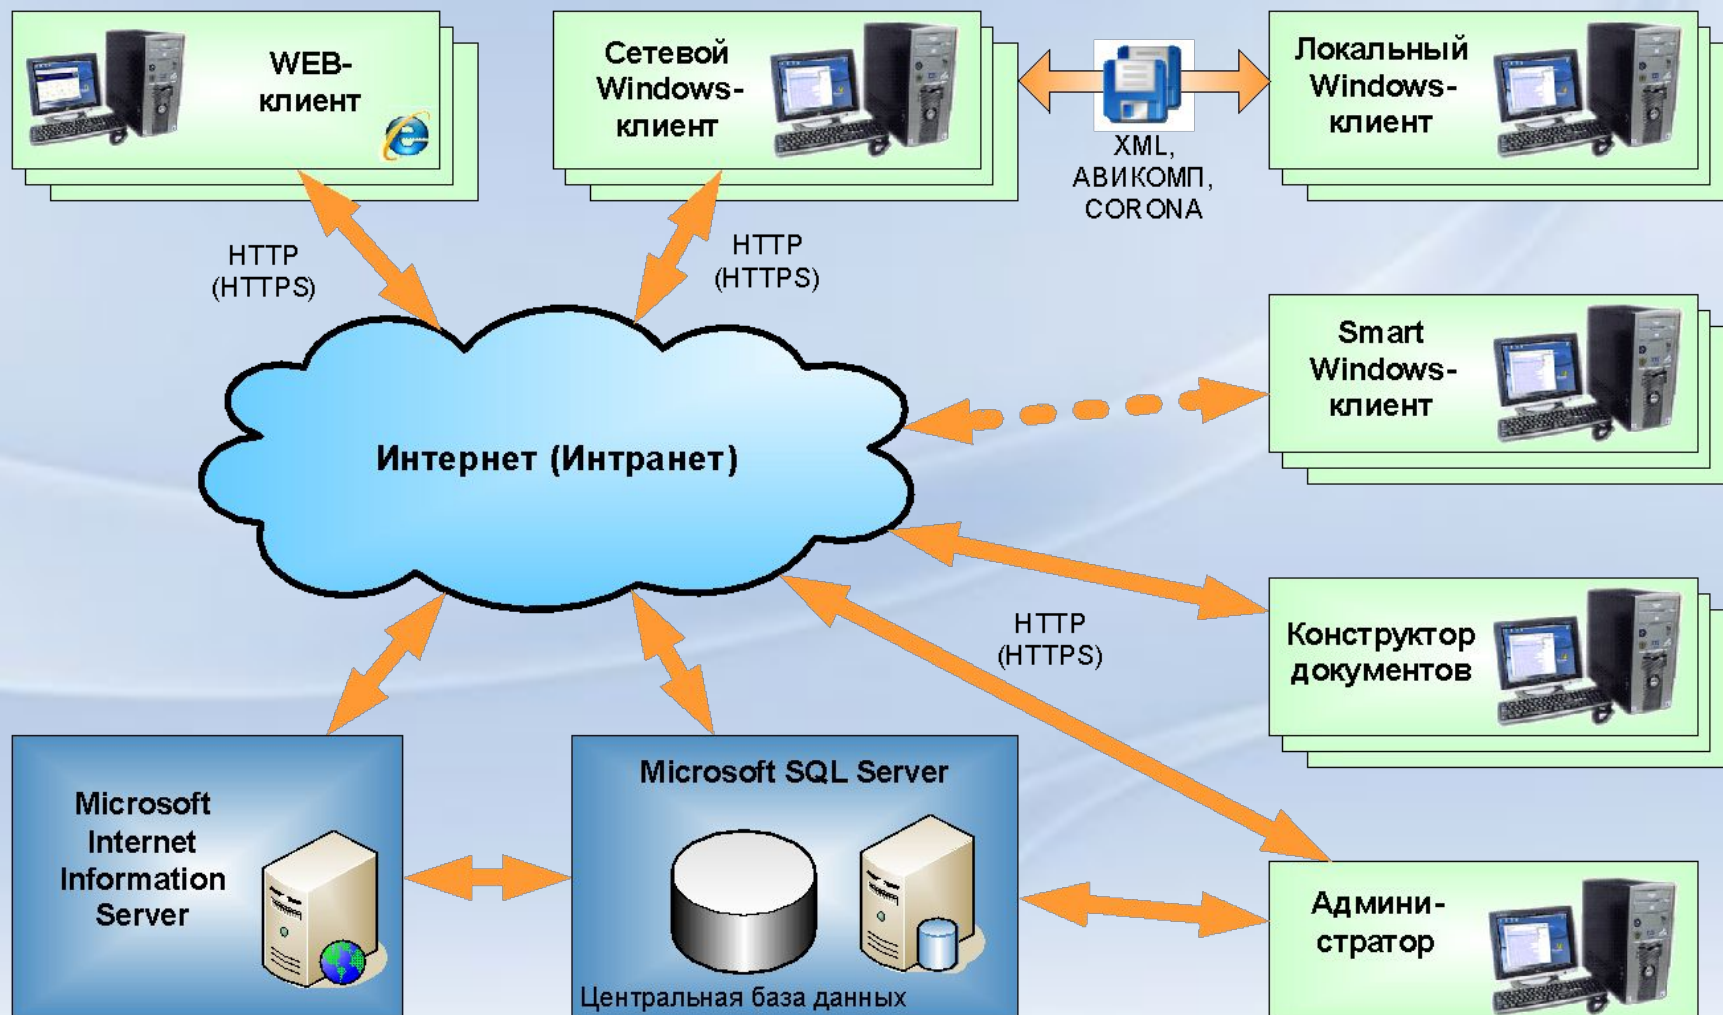 WEB-
клиент
Сетевой
Windows-
клиент
XML,
АВИКОМП,
CORONA
Локальный
Windows-
клиент
HTTP
(HTTPS)
HTTP
(HTTPS)
Smart
Windows-
клиент
Интернет (Интранет)
HTTP
(HTTPS)
Конструктор
документов
Microsoft
Internet
Information
Server
Microsoft SQL Server
Центральная база данных
Админи-
стратор